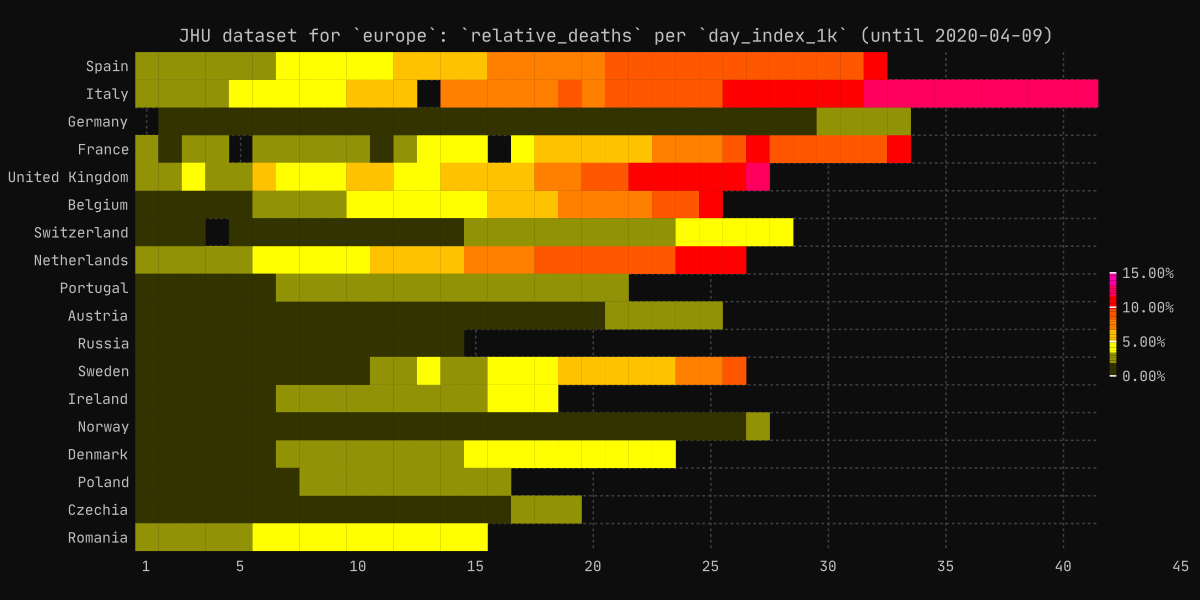 JHU dataset for `europe`: `relative_deaths` per `day_index_1k` (until 2020-04-09)
Spain
Italy
Germany
France
United Kingdom
Belgium
Switzerland
Netherlands
Portugal
Austria
Russia
Sweden
Ireland
Norway
Denmark
Poland
Czechia
Romania
15.00%
10.00%
5.00%
0.00%
1 5 10 15 20 25 30 35 40 45